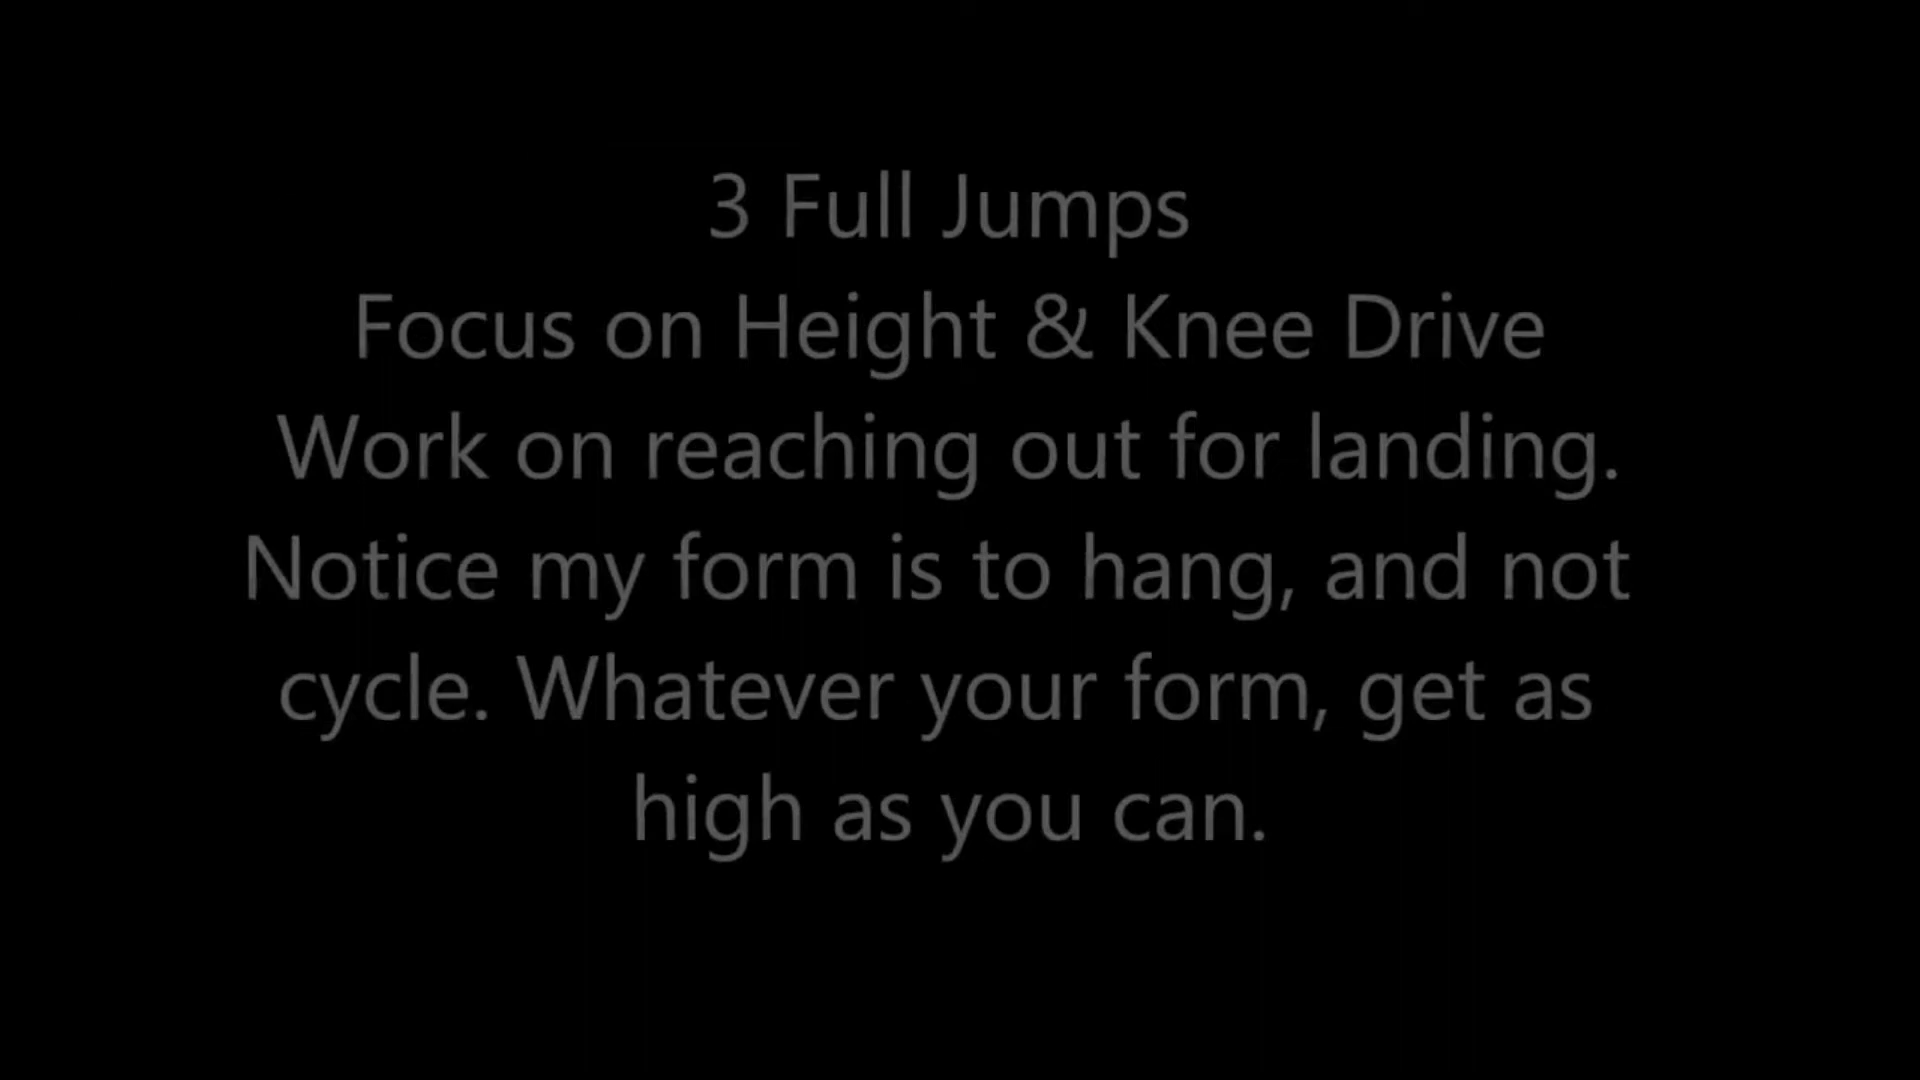 3 Full Jumps
Focus on Height & Knee Drive
Work on reaching out for landing.
Notice my form is to hang, and not
cycle. Whatever your form, get as
high as you can.